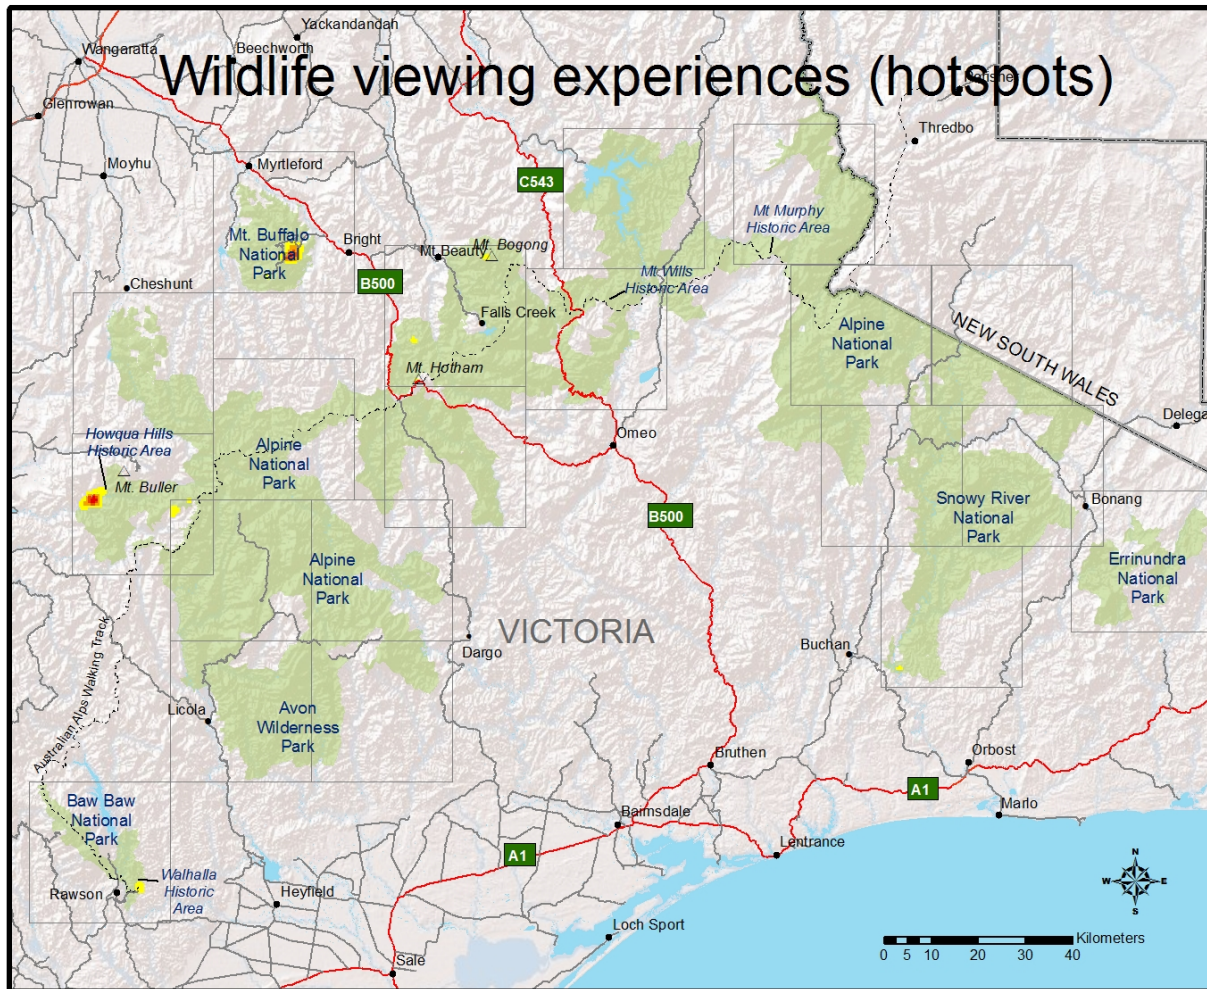 Yackandandah
Wangaratta
Beechworth
Wildlife viewing experiences (hotspots)
Glenrowan
Thredbo
Moyhu
Myrtleford
C543
Mt Murphy
Historic Area
Mt. Buffalo
National
Park
Bright
Mt. Beauty
Mt. Bogong
B500
Mt Wills
Historic Area
Cheshunt
Falls Creek
Alpine
National
Park
NEW SOUTH WALES
Mt. Hotham
Delega
Howqua Hills
Historic Area
Omeo
Alpine
National
Park
Mt. Buller
Snowy River
National
Park
Bonang
B500
Alpine
National
Park
Errinundra
National
Park
VICTORIA
Dargo
Buchan
Australian Alps Walking Track
Licola
Avon
Wilderness
Park
Bruthen
Orbost
A1
Baw Baw
National
Park
Bairnsdale
Marlo
A1
Lentrance
Walhalla
Historic
Area
Rawson
Heyfield
N
W
E
S
Loch Sport
Kilometers
0 5 10 20 30 40
Sale